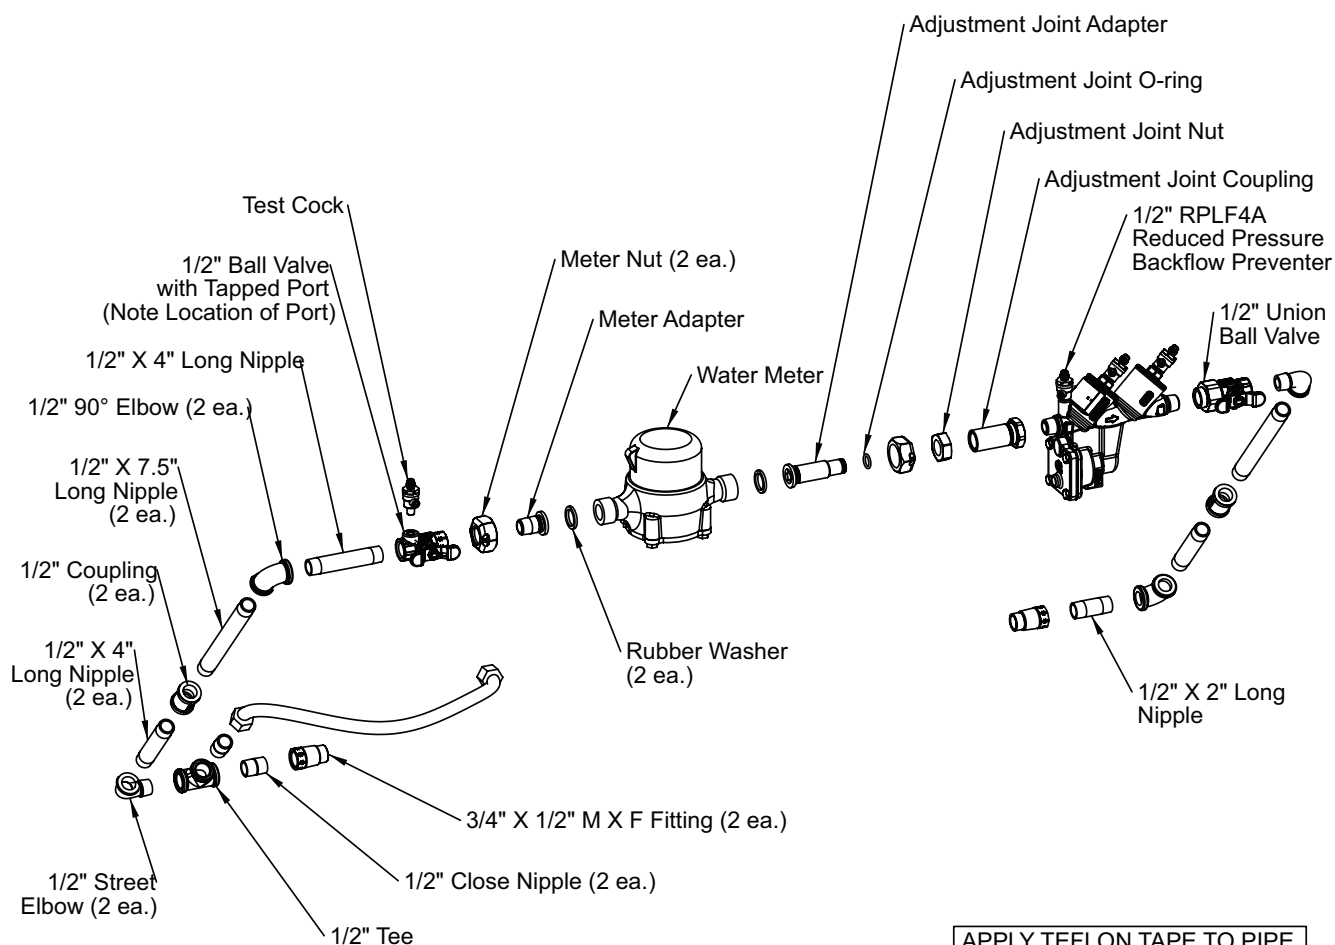 Adjustment Joint Adapter
Adjustment Joint O-ring
Adjustment Joint Nut
Adjustment Joint Coupling
1/2" RPLF4A
Reduced Pressure
Backflow Preventer
1/2" Union
Ball Valve
Test Cock
1/2" Ball Valve
with Tapped Port
(Note Location of Port)
Meter Nut (2 ea.)
Meter Adapter
Water Meter
1/2" X 4" Long Nipple
1/2" 90° Elbow (2 ea.)
1/2" X 7.5"
Long Nipple
(2 ea.)
1/2" Coupling
(2 ea.)
1/2" X 4"
Long Nipple
(2 ea.)
Rubber Washer
(2 ea.)
1/2" X 2" Long
Nipple
3/4" X 1/2" M X F Fitting (2 ea.)
1/2" Close Nipple (2 ea.)
1/2" Street
Elbow (2 ea.)
1/2" Tee
APPLY TEFLON TAPE TO PIPE